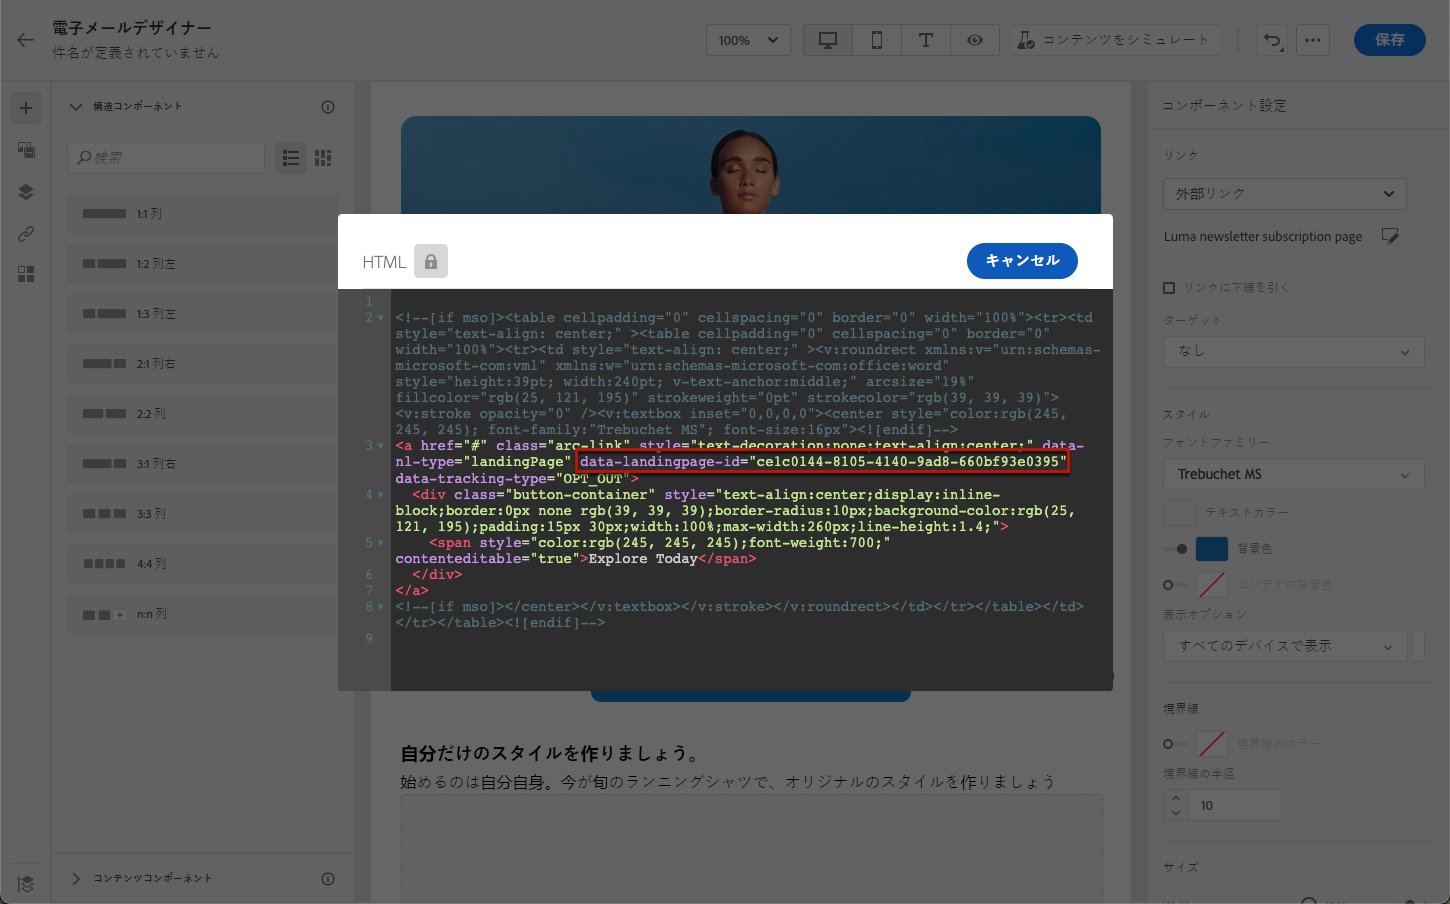 電子メールデザイナー
件名が定義されていません
100%
コンテンツをシミュレート
保存
構造コンポーネント
検索
1:1 列
1:2 列左
1:3 列左
2:1 列右
2:2 列
3:1 列右
3:3 列
4:4 列
n:n 列
コンテンツコンポーネント
HTML
キャンセル
1
2
<!--[if mso]><table cellpadding="0" cellspacing="0" border="0" width="100%"><tr><td
style="text-align: center;" ><table cellpadding="0" cellspacing="0" border="0"
width="100%"><tr><td style="text-align: center;" ><v:roundrect xmlns:v="urn:schemas-
microsoft-com:vml" xmlns:w="urn:schemas-microsoft-com:office:word"
style="height:39pt; width:240pt; v-text-anchor:middle;" arcsize="19%"
fillcolor="rgb(25, 121, 195)" strokeweight="0pt" strokecolor="rgb(39, 39, 39)">
<v:stroke opacity="0" /><v:textbox inset="0,0,0,0"><center style="color:rgb(245,
245, 245); font-family:"Trebuchet MS"; font-size:16px"><![endif]-->
3 <a href="#" class="arc-link" style="text-decoration:none;text-align:center;" data-
nl-type="landingPage" data-landingpage-id="ce1c0144-8105-4140-9ad8-660bf93e0395"
data-tracking-type="OPT_OUT">
4 <div class="button-container" style="text-align:center;display:inline-
block;border:0px none rgb(39, 39, 39);border-radius:10px;background-color:rgb(25,
121, 195);padding:15px 30px;width:100%;max-width:260px;line-height:1.4;">
5 <span style="color:rgb(245, 245, 245);font-weight:700;"
contenteditable="true">Explore Today</span>
6 </div>
7 </a>
8 <!--[if mso]></center></v:textbox></v:stroke></v:roundrect></td></tr></table></td>
</tr></table><![endif]-->
9
自分だけのスタイルを作りましょう。
始めるのは自分自身。今が旬のランニングシャツで、オリジナルのスタイルを作りましょう
コンポーネント設定
リンク
外部リンク
Luma newsletter subscription page
リンクに下線を引く
ターゲット
なし
スタイル
フォントファミリー
Trebuchet MS
テキストカラー
背景色
コンテナの背景色
表示オプション
すべてのデバイスで表示
境界線
境界線のカラー
境界線の半径
10
サイズ